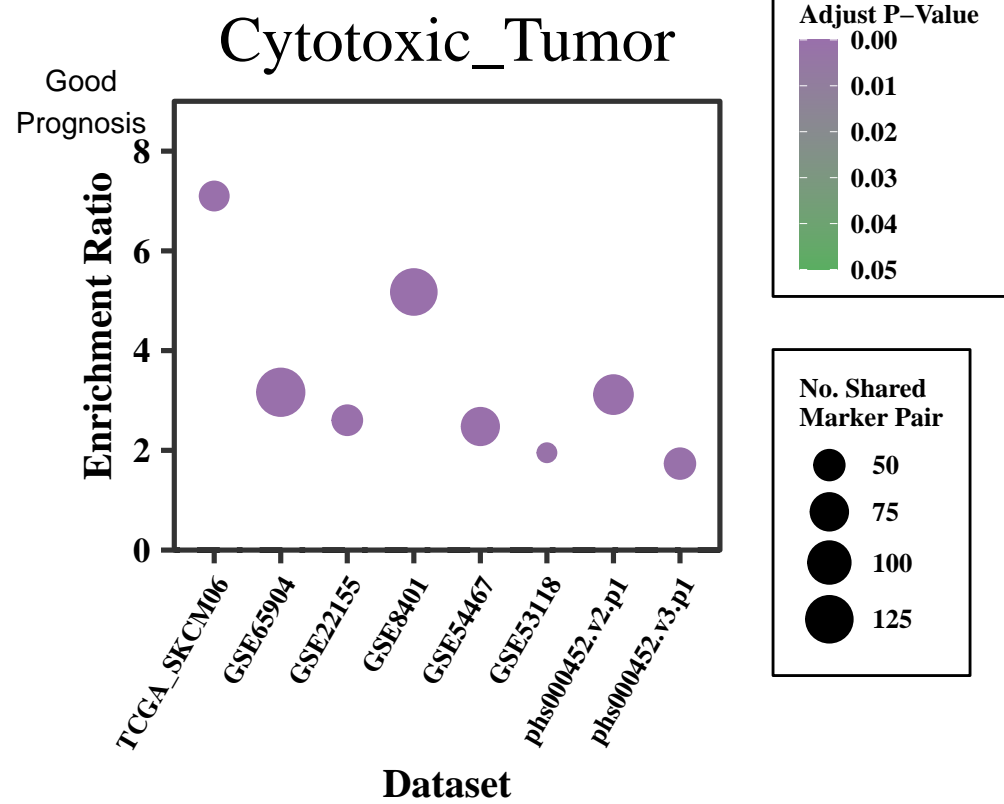 Cytotoxic_Tumor
Good
Prognosis
Enrichment Ratio
8
6
4
2
0
TCGA_SKCM06
GSE65904
GSE22155
GSE8401
GSE54467
GSE53118
phs000452.v2.p1
phs000452.v3.p1
Dataset
Adjust P−Value
0.00
0.01
0.02
0.03
0.04
0.05
No. Shared
Marker Pair
50
75
100
125